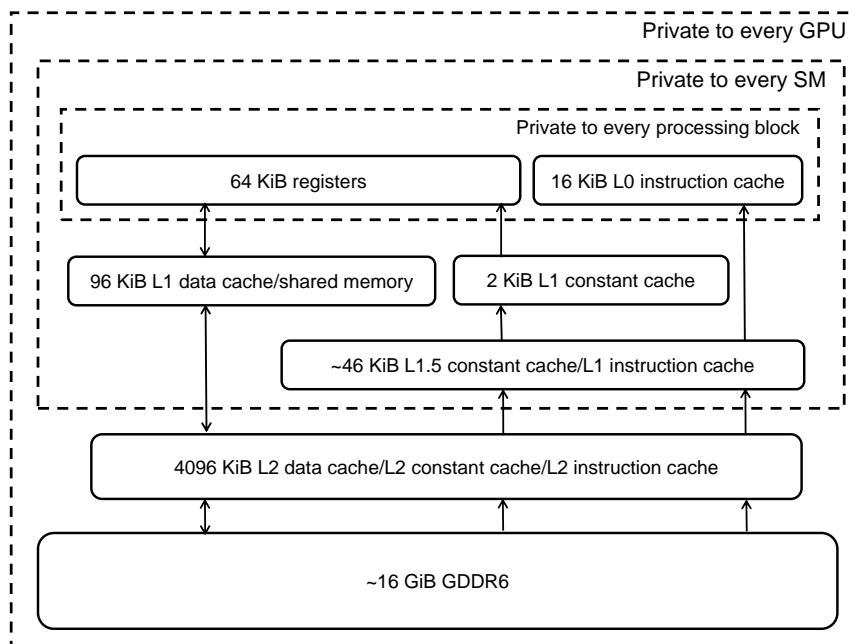 Private to every GPU
Private to every SM
Private to every processing block
64 KiB registers
16 KiB L0 instruction cache
96 KiB L1 data cache/shared memory
2 KiB L1 constant cache
~46 KiB L1.5 constant cache/L1 instruction cache
4096 KiB L2 data cache/L2 constant cache/L2 instruction cache
~16 GiB GDDR6